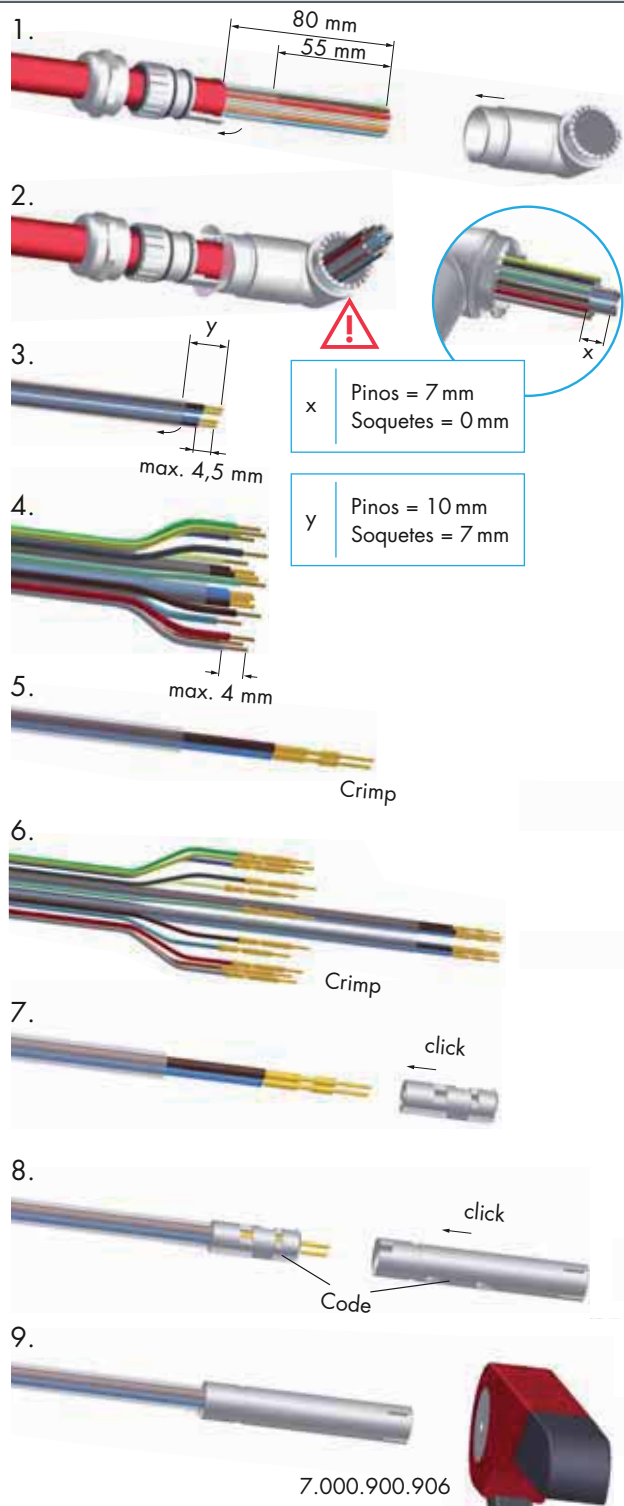 1.
80 mm
55 mm
2.
x
3.
y
max. 4,5 mm
x
Pinos = 7 mm
Soquetes = 0 mm
4.
y
Pinos = 10 mm
Soquetes = 7 mm
max. 4 mm
5.
Crimp
6.
Crimp
7.
click
8.
click
Code
9.
7.000.900.906